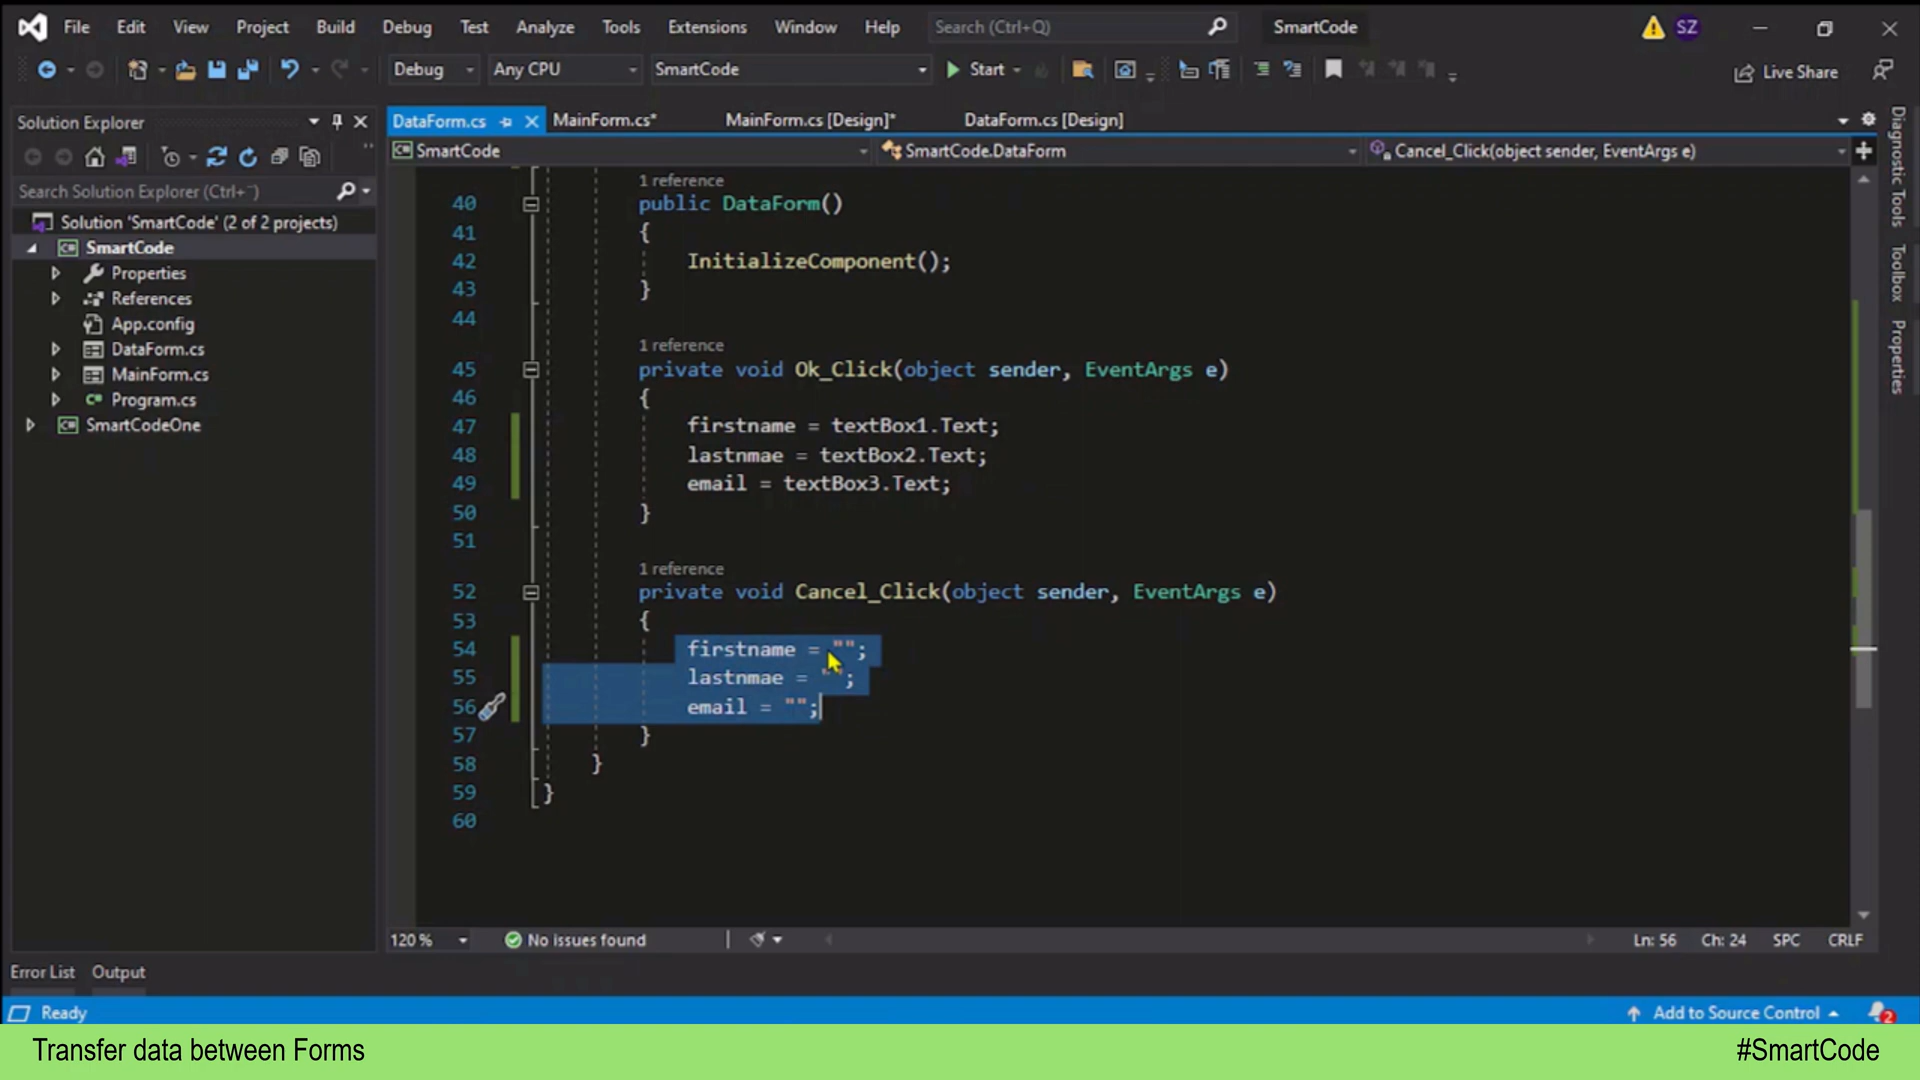 File Edit View Project Build Debug Test Analyze Tools Extensions Window Help Search (Ctrl+Q) SmartCode SZ
Debug Any CPU SmartCode Start Live Share
Solution Explorer
Search Solution Explorer (Ctrl+¨)
Solution 'SmartCode' (2 of 2 projects)
SmartCode
Properties
References
App.config
DataForm.cs
MainForm.cs
Program.cs
SmartCodeOne
DataForm.cs MainForm.cs* MainForm.cs [Design]* DataForm.cs [Design]
SmartCode SmartCode.DataForm Cancel_Click(object sender, EventArgs e)
1 reference
40 public DataForm()
41 {
42 InitializeComponent();
43 }
44
1 reference
45 private void Ok_Click(object sender, EventArgs e)
46 {
47 firstname = textBox1.Text;
48 lastnmae = textBox2.Text;
49 email = textBox3.Text;
50 }
51
1 reference
52 private void Cancel_Click(object sender, EventArgs e)
53 {
54 firstname = "";
55 lastnmae = "";
56 email = "";
57 }
58 }
59 }
60
120 % No issues found Ln: 56 Ch: 24 SPC CRLF
Diagnostic Tools
Toolbox
Properties
Error List Output
Ready Add to Source Control 2
Transfer data between Forms #SmartCode